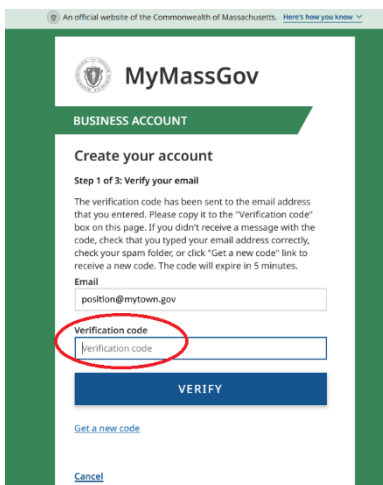 An official website of the Commonwealth of Massachusetts. Here's how you know
MyMassGov
BUSINESS ACCOUNT
Create your account
Step 1 of 3: Verify your email
The verification code has been sent to the email address
that you entered. Please copy it to the "Verification code"
box on this page. If you didn't receive a message with the
code, check that you typed your email address correctly,
check your spam folder, or click "Get a new code" link to
receive a new code. The code will expire in 5 minutes.
Email
position@mytown.gov
Verification code
Verification code
VERIFY
Get a new code
Cancel